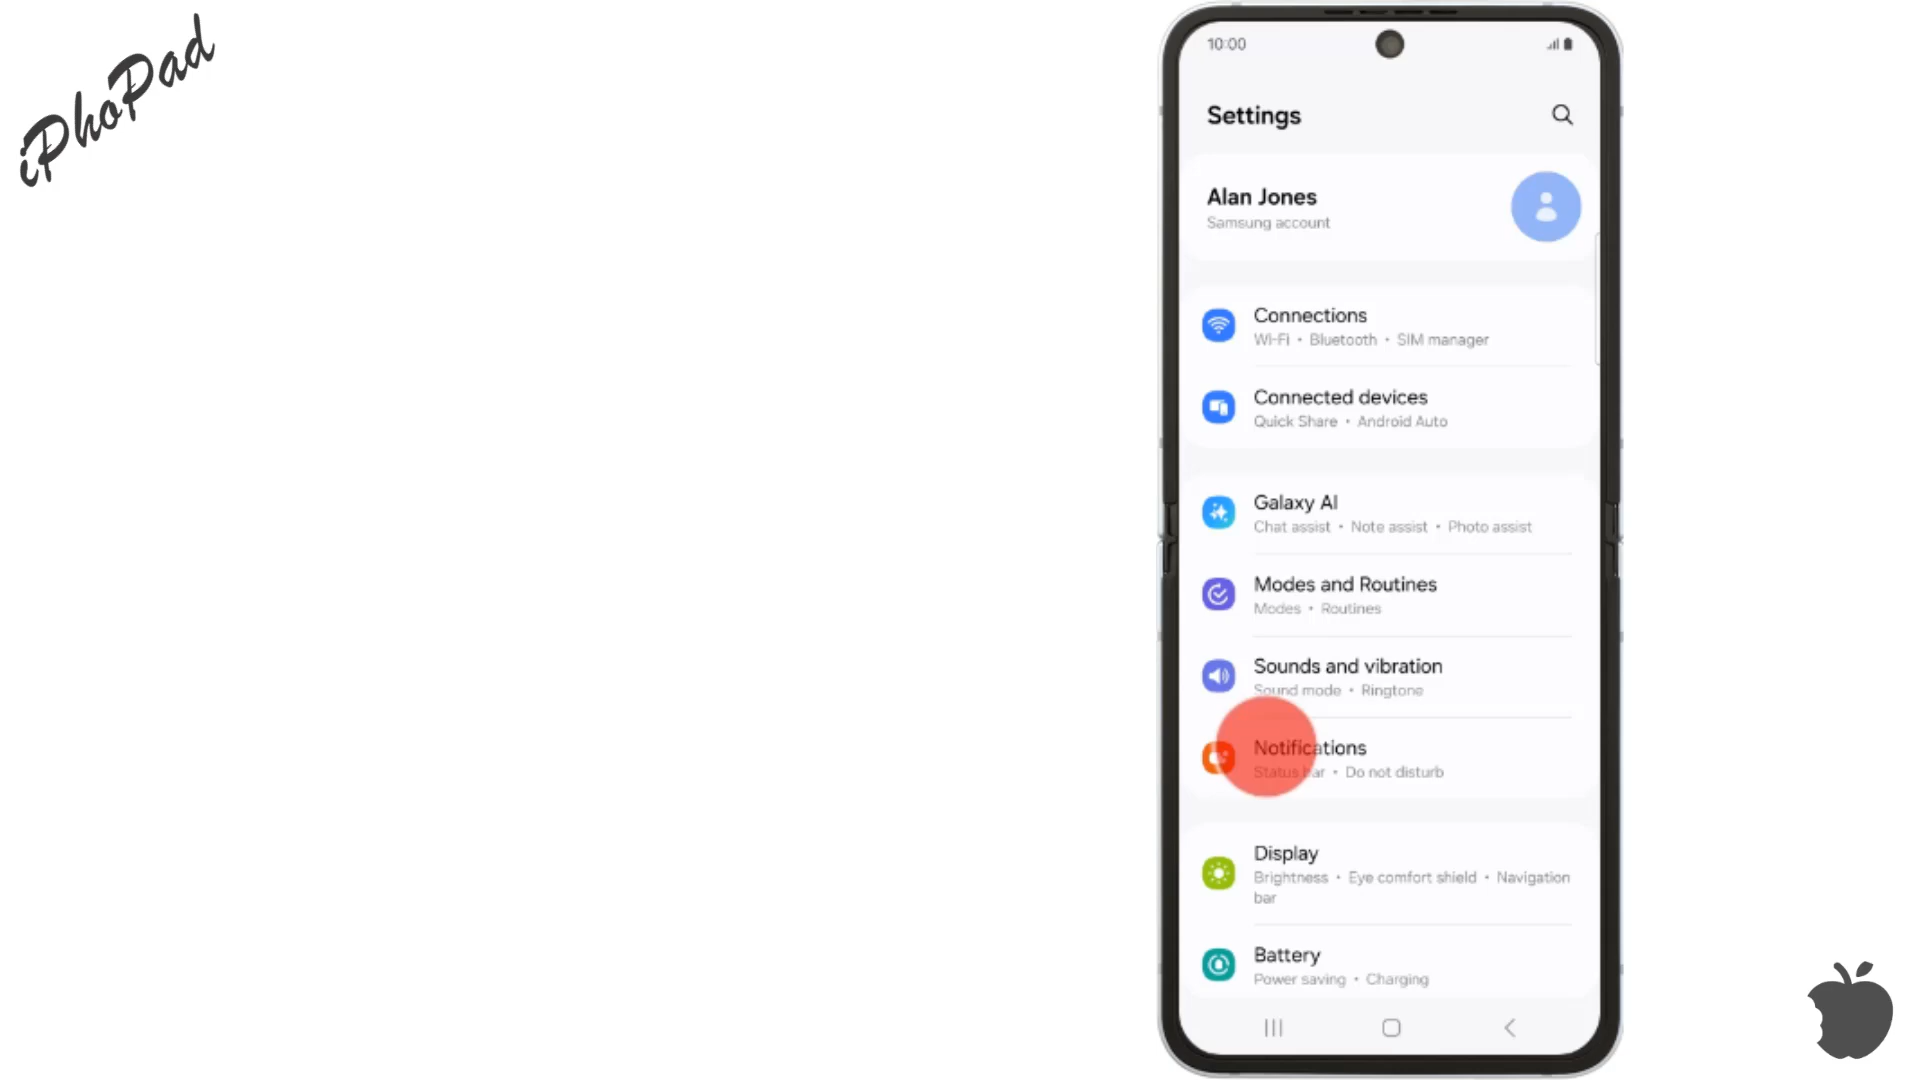 iPhoPad
10:00
Settings
Alan Jones
Samsung account
Connections
Wi-Fi • Bluetooth • SIM manager
Connected devices
Quick Share • Android Auto
Galaxy AI
Chat assist • Note assist • Photo assist
Modes and Routines
Modes • Routines
Sounds and vibration
Sound mode • Ringtone
Notifications
Status bar • Do not disturb
Display
Brightness • Eye comfort shield • Navigation
bar
Battery
Power saving • Charging